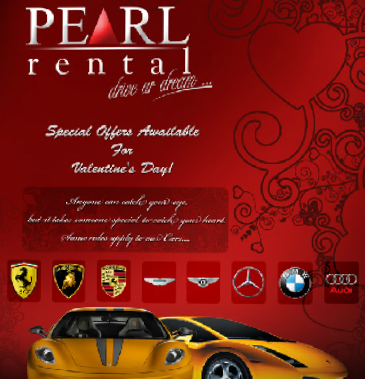 PEARL
rental
drive ur dream ...
Special Offers Available
For
Valentine's Day!
Anyone can catch your eye,
but it takes someone special to catch your heart.
Same rules apply to our Cars....
AUDI